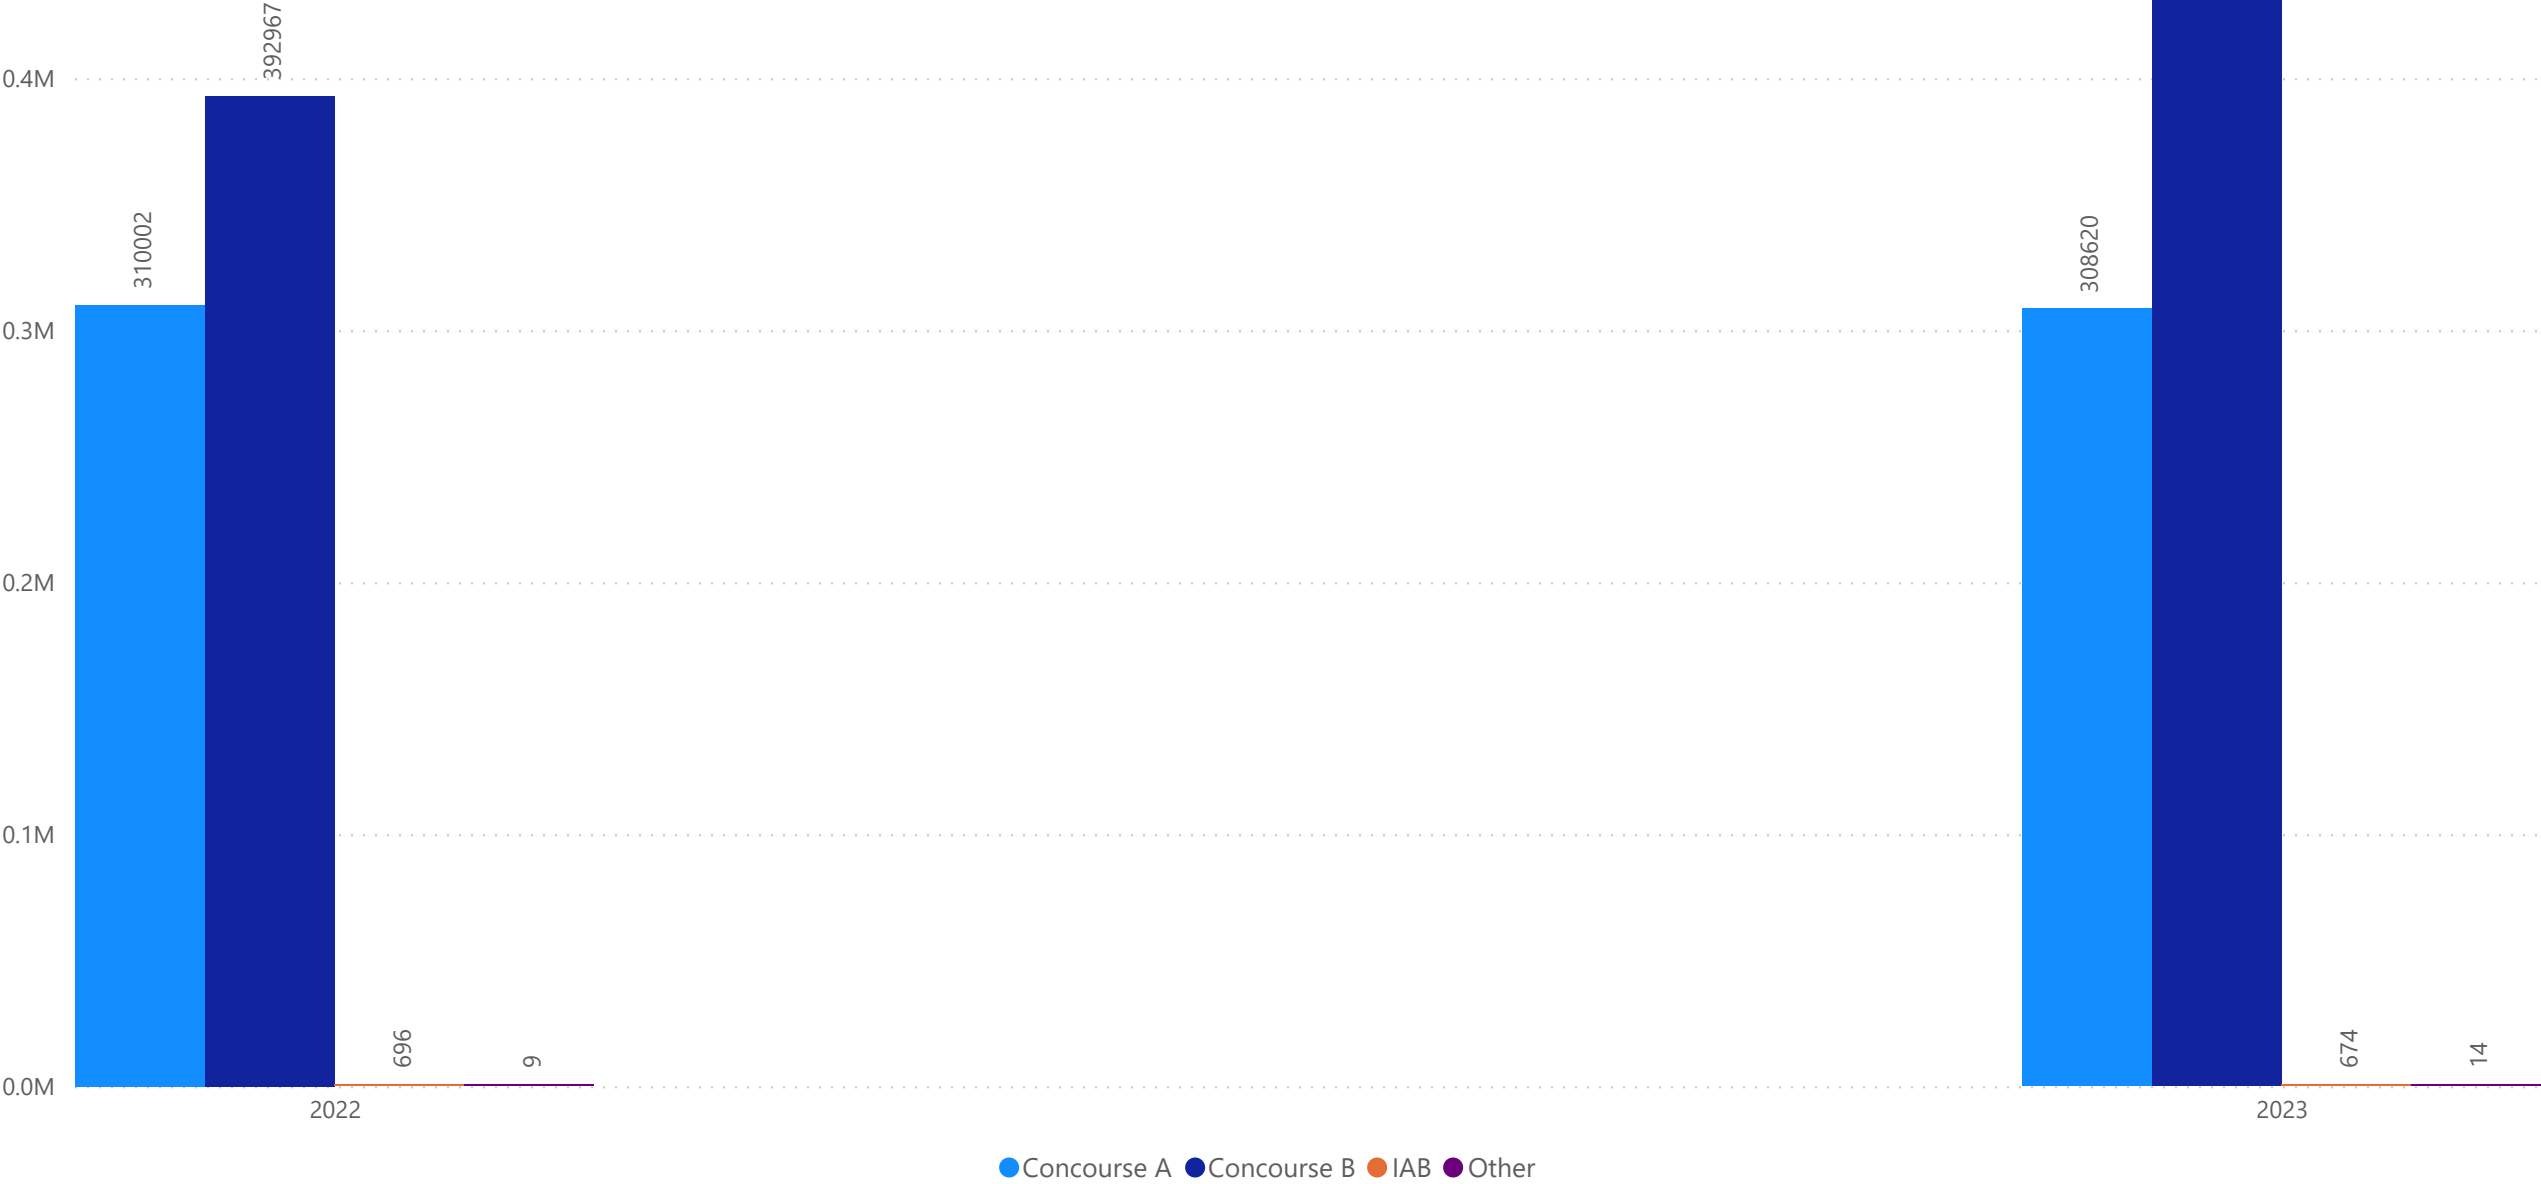 392967
0.4M
310002
308620
0.3M
0.2M
0.1M
696
9
674
14
0.0M
2022
2023
Concourse A
Concourse B
IAB
Other